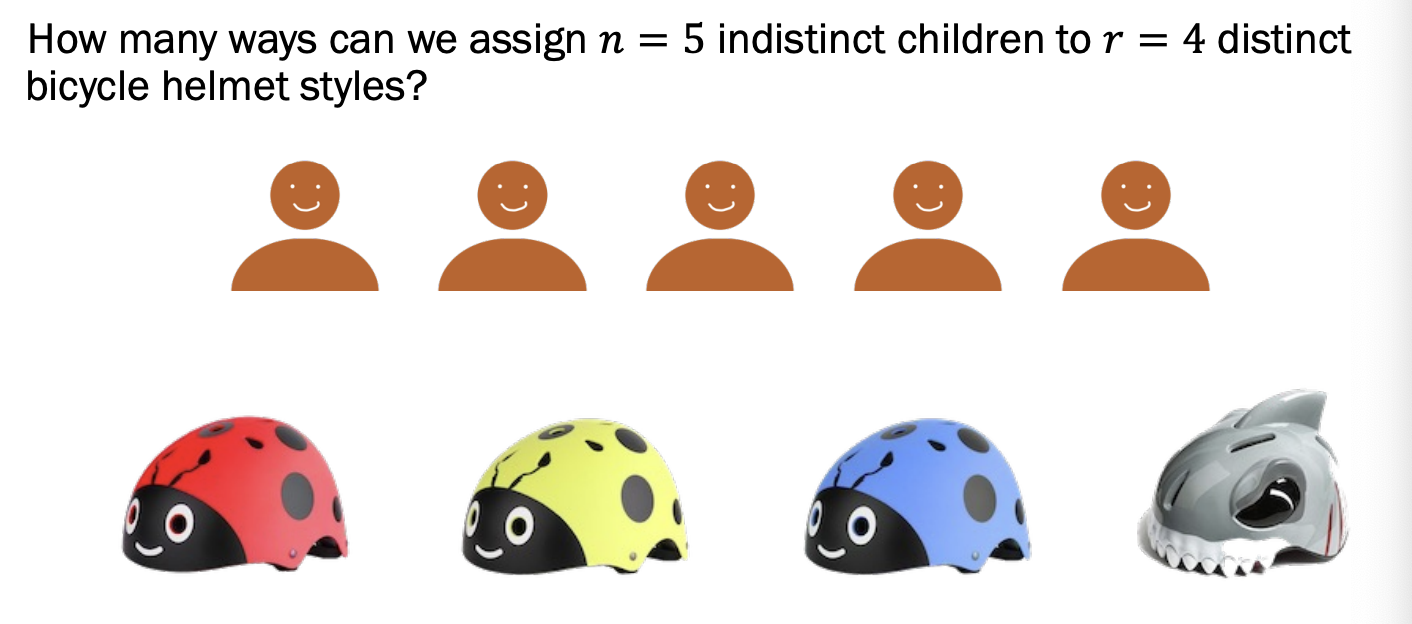 How many ways can we assign n = 5 indistinct children to r = 4 distinct
bicycle helmet styles?